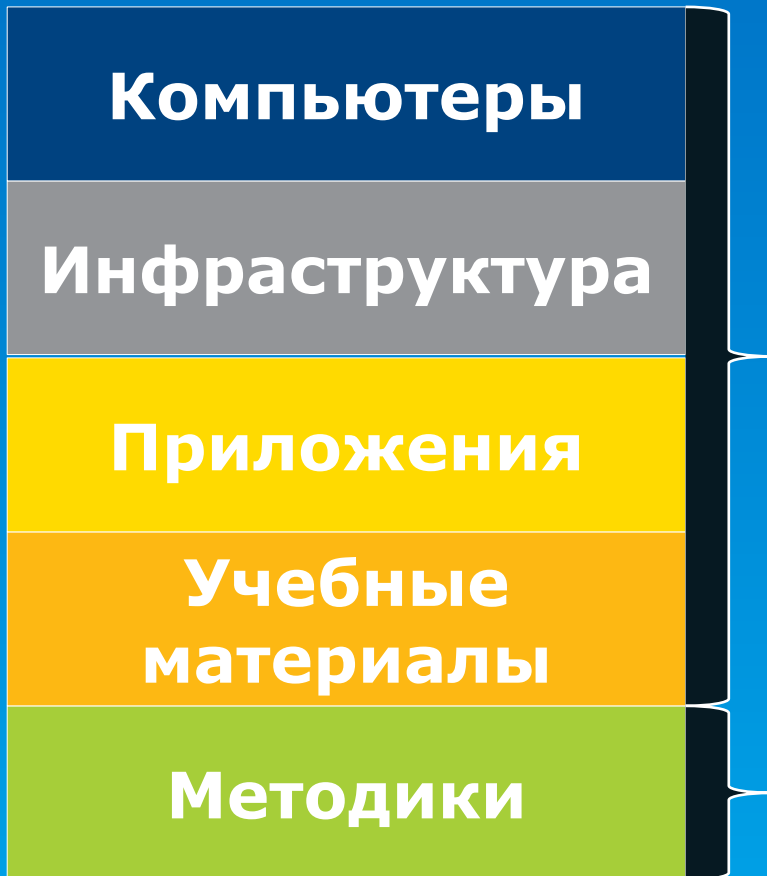 Компьютеры
Инфраструктура
Приложения
Учебные
материалы
Методики